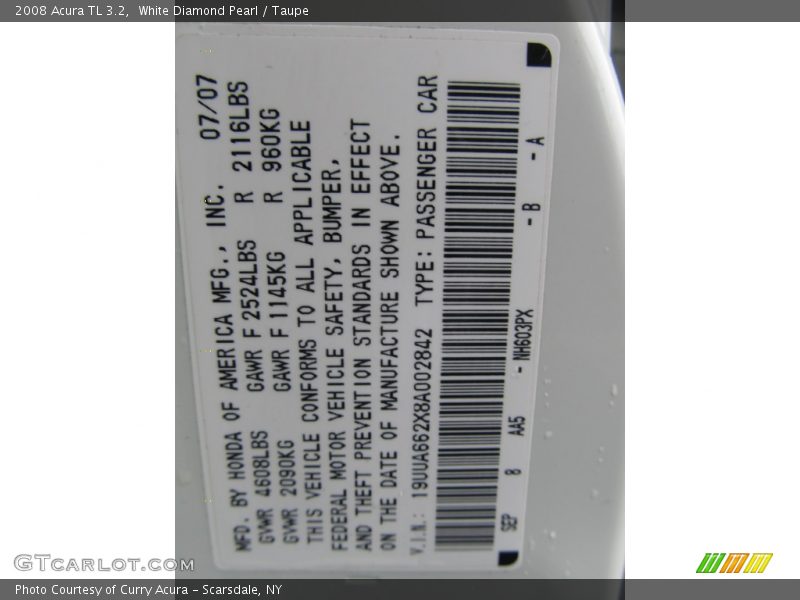 2008 Acura TL 3.2, White Diamond Pearl / Taupe
MFD. BY HONDA OF AMERICA MFG., INC. 07/07
GVWR 4608LBS GAWR F 2524LBS R 2116LBS
GVWR 2090KG GAWR F 1145KG R 960KG
THIS VEHICLE CONFORMS TO ALL APPLICABLE
FEDERAL MOTOR VEHICLE SAFETY, BUMPER,
AND THEFT PREVENTION STANDARDS IN EFFECT
ON THE DATE OF MANUFACTURE SHOWN ABOVE.
V.I.N.: 19UUA662X8A002842 TYPE: PASSENGER CAR
SEP 8 AA5 - NH603PX - B - A
GTCARLOT.COM
Photo Courtesy of Curry Acura - Scarsdale, NY